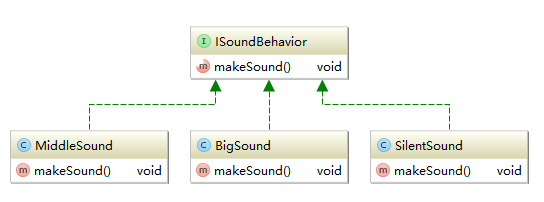 I ISoundBehavior
m makeSound() void
C MiddleSound
m makeSound() void
C BigSound
m makeSound() void
C SilentSound
m makeSound() void